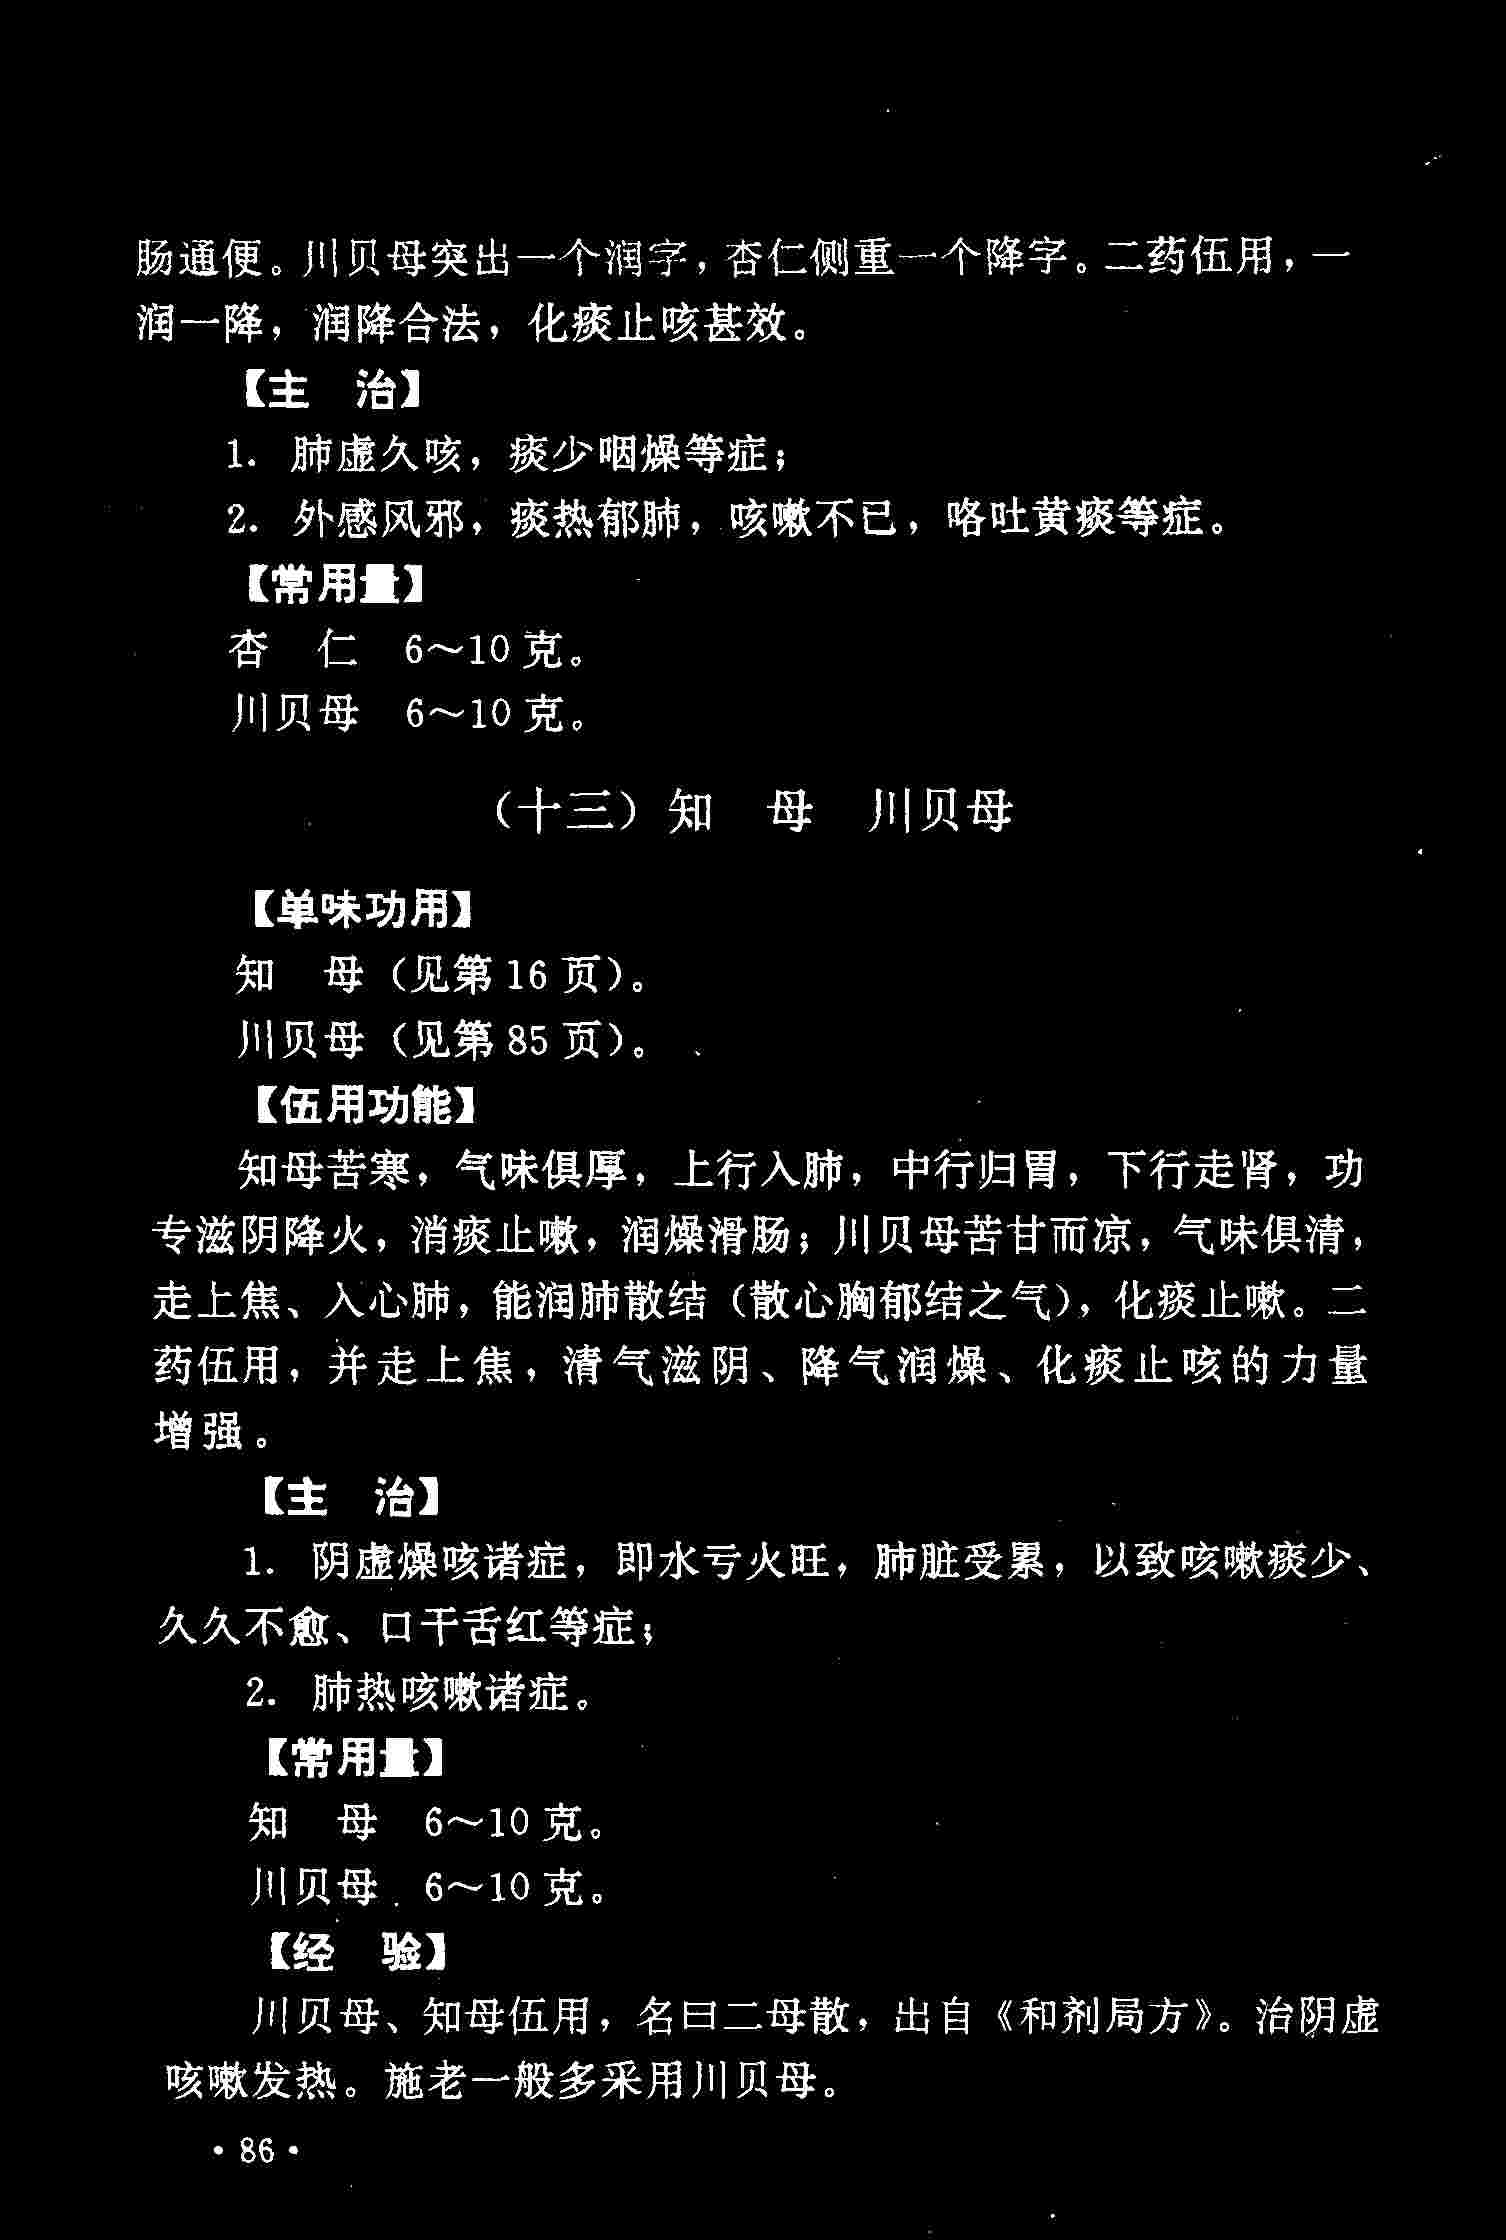 肠通便。川贝母突出一个润字，杏仁侧重一个降字。二药伍用，一
润一降，润降合法，化痰止咳甚效。
【主　治】
1. 肺虚久咳，痰少咽燥等症；
2. 外感风邪，痰热郁肺，咳嗽不已，咯吐黄痰等症。
【常用量】
杏　仁　6～10克。
川贝母　6～10克。
（十三）知　母　川贝母
【单味功用】
知　母（见第16页）。
川贝母（见第85页）。
【伍用功能】
知母苦寒，气味俱厚，上行入肺，中行归胃，下行走肾，功
专滋阴降火，消痰止嗽，润燥滑肠；川贝母苦甘而凉，气味俱清，
走上焦、入心肺，能润肺散结（散心胸郁结之气），化痰止嗽。二
药伍用，并走上焦，清气滋阴、降气润燥、化痰止咳的力量
增强。
【主　治】
1. 阴虚燥咳诸症，即水亏火旺，肺脏受累，以致咳嗽痰少、
久久不愈、口干舌红等症；
2. 肺热咳嗽诸症。
【常用量】
知　母　6～10克。
川贝母　6～10克。
【经　验】
川贝母、知母伍用，名曰二母散，出自《和剂局方》。治阴虚
咳嗽发热。施老一般多采用川贝母。
·86·